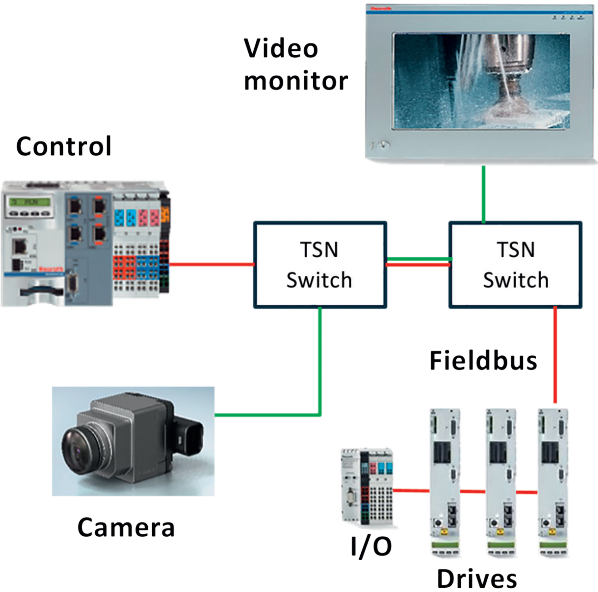 Video
monitor
Control
TSN
Switch
TSN
Switch
Fieldbus
Camera
I/O
Drives